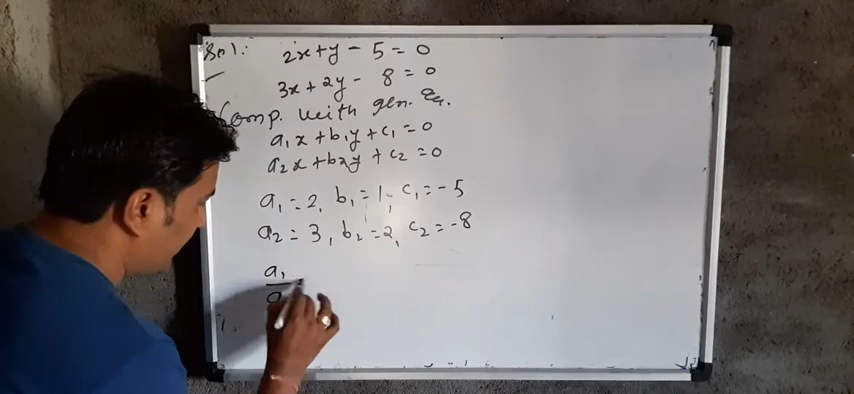 Sol:
2x+y-5=0
3x+2y-8=0
Comp. with gen. Eq.
a₁x+b₁y+c₁=0
a₂x+b₂y+c₂=0
a₁=2, b₁=1, c₁=-5
a₂=3, b₂=2, c₂=-8
a₁
a